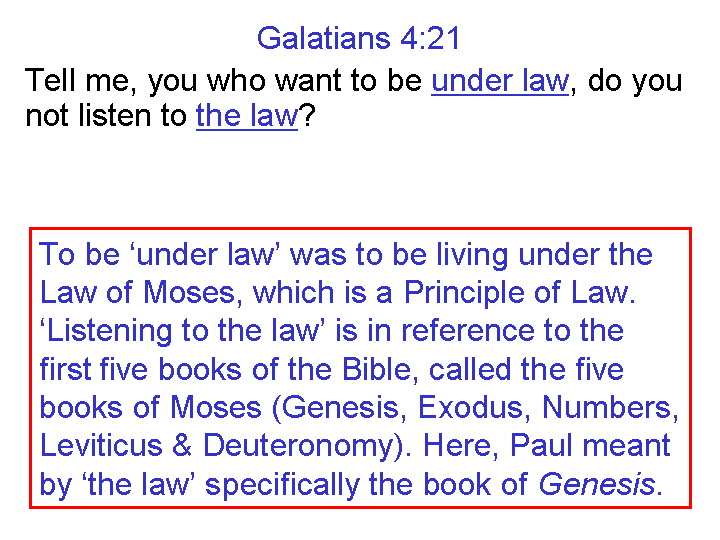 Galatians 4:21
Tell me, you who want to be under law, do you
not listen to the law?
To be ‘under law’ was to be living under the
Law of Moses, which is a Principle of Law.
‘Listening to the law’ is in reference to the
first five books of the Bible, called the five
books of Moses (Genesis, Exodus, Numbers,
Leviticus & Deuteronomy). Here, Paul meant
by ‘the law’ specifically the book of Genesis.